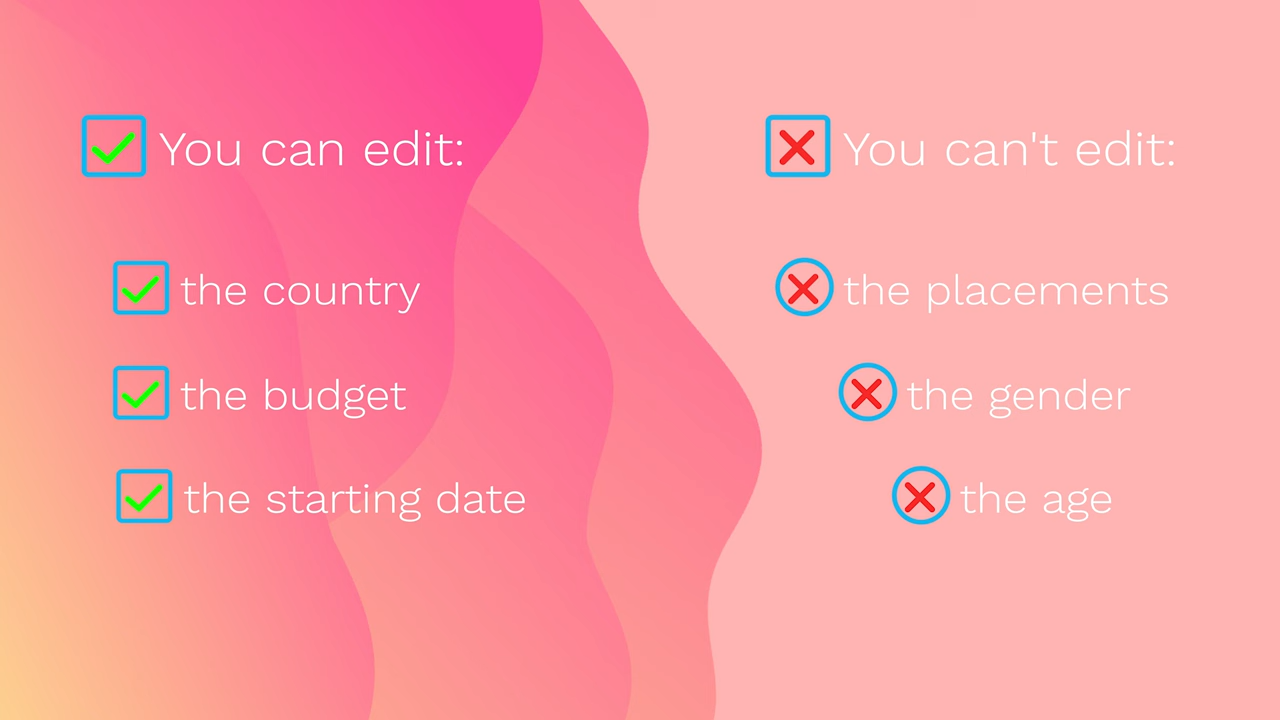 You can edit:
the country
the budget
the starting date
You can't edit:
the placements
the gender
the age